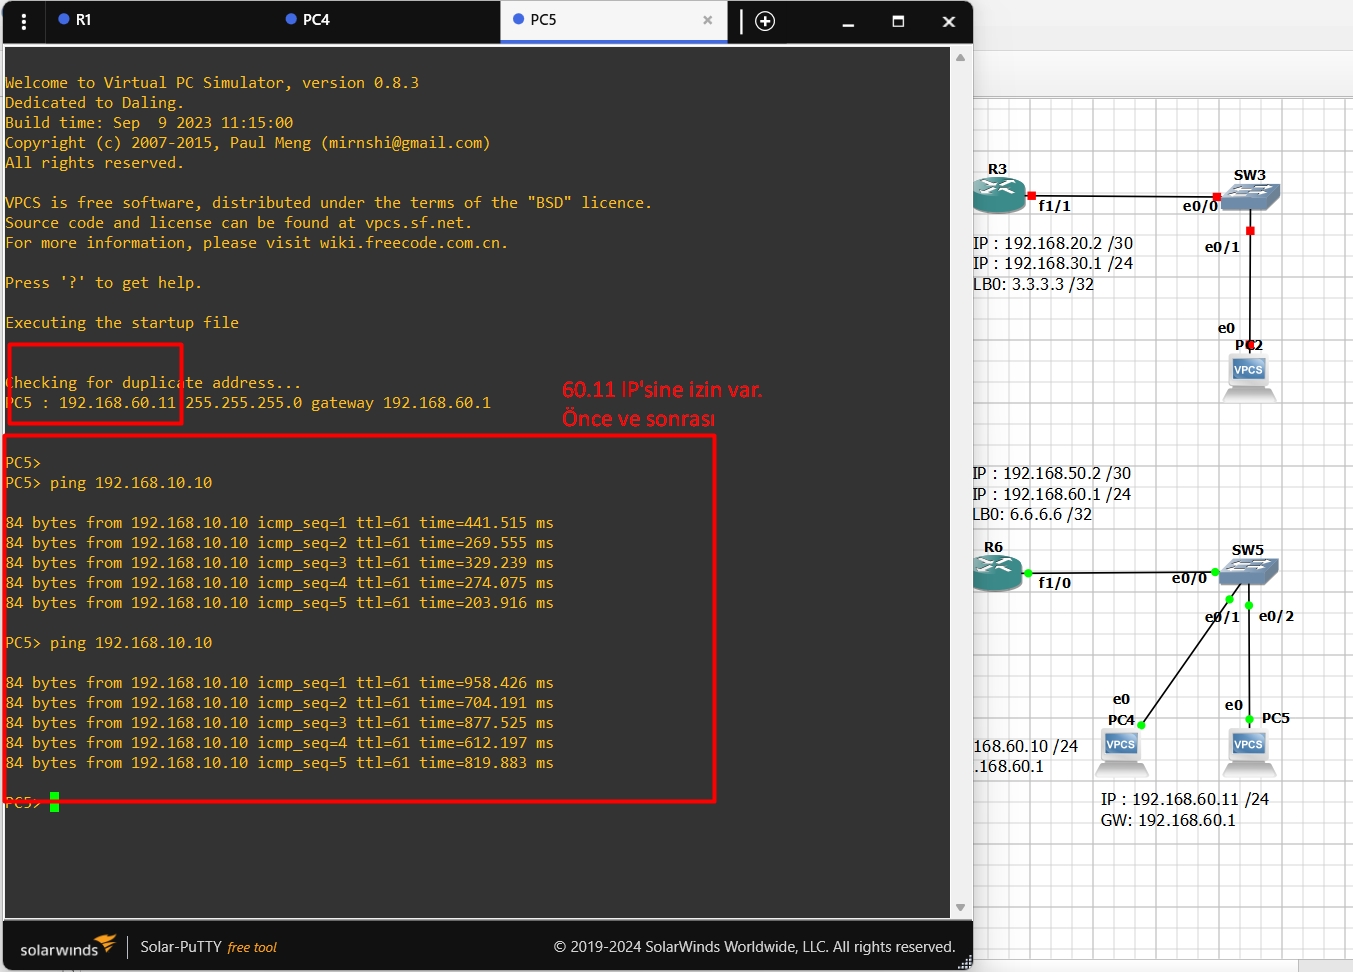 R1
PC4
PC5
Welcome to Virtual PC Simulator, version 0.8.3
Dedicated to Daling.
Build time: Sep  9 2023 11:15:00
Copyright (c) 2007-2015, Paul Meng (mirnshi@gmail.com)
All rights reserved.
VPCS is free software, distributed under the terms of the "BSD" licence.
Source code and license can be found at vpcs.sf.net.
For more information, please visit wiki.freecode.com.cn.
Press '?' to get help.
Executing the startup file
Checking for duplicate address...
PC5 : 192.168.60.11 255.255.255.0 gateway 192.168.60.1
60.11 IP'sine izin var.
Önce ve sonrası
PC5>
PC5> ping 192.168.10.10
84 bytes from 192.168.10.10 icmp_seq=1 ttl=61 time=441.515 ms
84 bytes from 192.168.10.10 icmp_seq=2 ttl=61 time=269.555 ms
84 bytes from 192.168.10.10 icmp_seq=3 ttl=61 time=329.239 ms
84 bytes from 192.168.10.10 icmp_seq=4 ttl=61 time=274.075 ms
84 bytes from 192.168.10.10 icmp_seq=5 ttl=61 time=203.916 ms
PC5> ping 192.168.10.10
84 bytes from 192.168.10.10 icmp_seq=1 ttl=61 time=958.426 ms
84 bytes from 192.168.10.10 icmp_seq=2 ttl=61 time=704.191 ms
84 bytes from 192.168.10.10 icmp_seq=3 ttl=61 time=877.525 ms
84 bytes from 192.168.10.10 icmp_seq=4 ttl=61 time=612.197 ms
84 bytes from 192.168.10.10 icmp_seq=5 ttl=61 time=819.883 ms
PC5>
solarwinds
Solar-PuTTY free tool
© 2019-2024 SolarWinds Worldwide, LLC. All rights reserved.
R3
SW3
f1/1
e0/0
IP : 192.168.20.2 /30
IP : 192.168.30.1 /24
LB0: 3.3.3.3 /32
e0/1
e0
PC2
VPCS
IP : 192.168.50.2 /30
IP : 192.168.60.1 /24
LB0: 6.6.6.6 /32
R6
SW5
f1/0
e0/0
e0/1
e0/2
e0
PC4
e0
PC5
VPCS
VPCS
168.60.10 /24
.168.60.1
IP : 192.168.60.11 /24
GW: 192.168.60.1